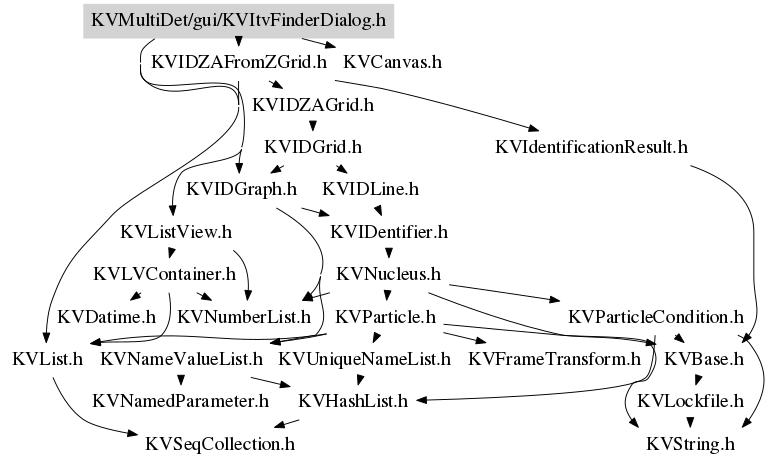 KVMultiDet/gui/KVItvFinderDialog.h
KVIDZAFromZGrid.h
KVCanvas.h
KVIDZAGrid.h
KVIDGrid.h
KVIdentificationResult.h
KVIDGraph.h
KVIDLine.h
KVListView.h
KVIDentifier.h
KVLVContainer.h
KVNucleus.h
KVDatime.h
KVNumberList.h
KVParticle.h
KVParticleCondition.h
KVList.h
KVNameValueList.h
KVUniqueNameList.h
KVFrameTransform.h
KVBase.h
KVNamedParameter.h
KVHashList.h
KVLockfile.h
KVSeqCollection.h
KVString.h